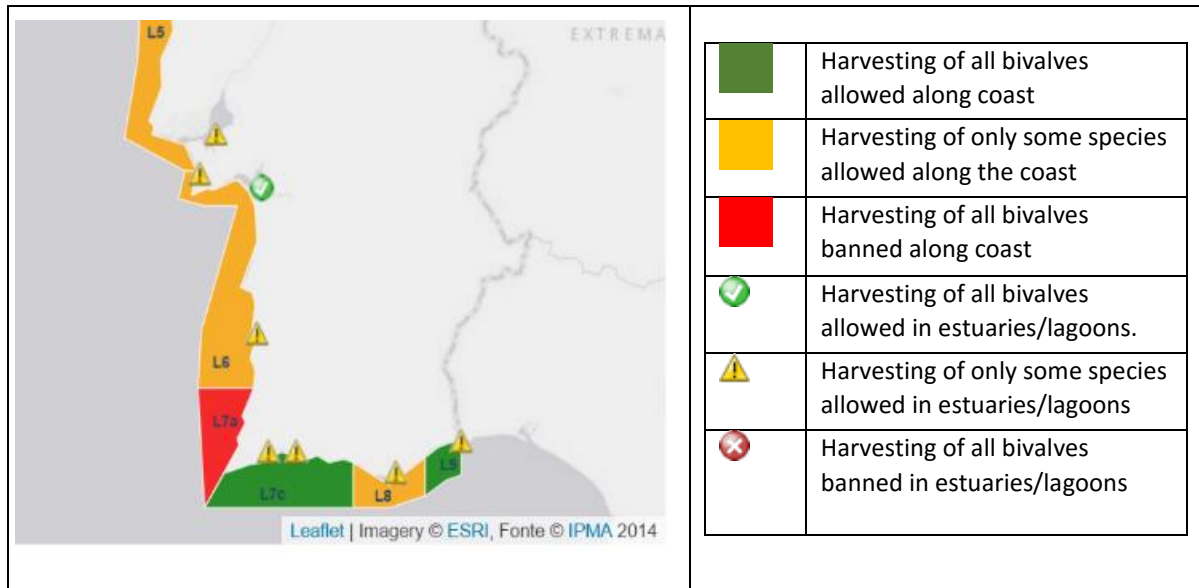 L5
EXTREMA
L6
L7a
L7c
L8
L9
Leaflet | Imagery © ESRI, Fonte © IPMA 2014
Harvesting of all bivalves
allowed along coast
Harvesting of only some species
allowed along the coast
Harvesting of all bivalves
banned along coast
Harvesting of all bivalves
allowed in estuaries/lagoons.
Harvesting of only some species
allowed in estuaries/lagoons
Harvesting of all bivalves
banned in estuaries/lagoons